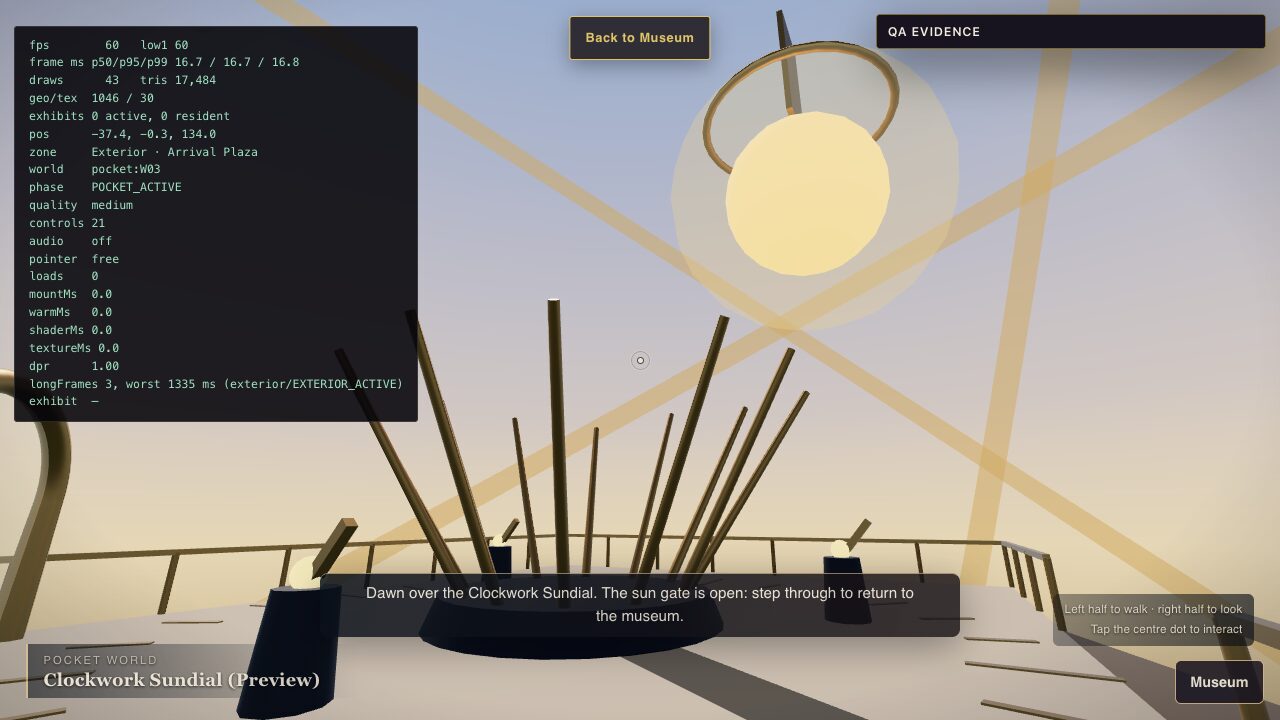 fps 60 low1 60
frame ms p50/p95/p99 16.7 / 16.7 / 16.8
draws 43 tris 17,484
geo/tex 1046 / 30
exhibits 0 active, 0 resident
pos −37.4, −0.3, 134.0
zone Exterior · Arrival Plaza
world pocket:W03
phase POCKET_ACTIVE
quality medium
controls 21
audio off
pointer free
loads 0
mountMs 0.0
warmMs 0.0
shaderMs 0.0
textureMs 0.0
dpr 1.00
longFrames 3, worst 1335 ms (exterior/EXTERIOR_ACTIVE)
exhibit —
Back to Museum
QA EVIDENCE
Dawn over the Clockwork Sundial. The sun gate is open: step through to return to
the museum.
Left half to walk · right half to look
Tap the centre dot to interact
POCKET WORLD
Clockwork Sundial (Preview)
Museum